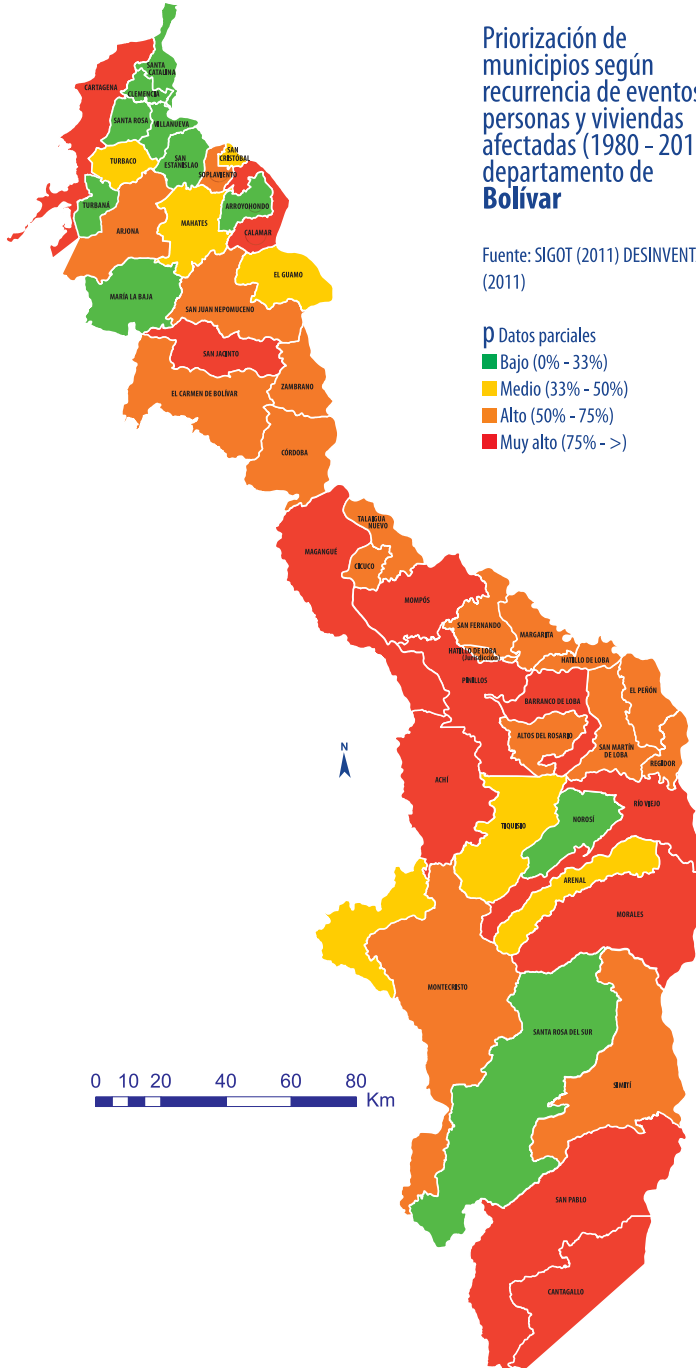 Priorización de
municipios según
recurrencia de eventos
personas y viviendas
afectadas (1980 - 201
departamento de
Bolívar
Fuente: SIGOT (2011) DESINVENT
(2011)
p Datos parciales
Bajo (0% - 33%)
Medio (33% - 50%)
Alto (50% - 75%)
Muy alto (75% - >)
SANTA
CATALINA
CARTAGENA
CLEMENCIA
SANTA ROSA
VILLANUEVA
TURBACO
SAN
ESTANISLAO
SAN
CRISTÓBAL
SOPLAVIENTO
TURBANÁ
ARJONA
MAHATES
ARROYOHONDO
CALAMAR
EL GUAMO
MARÍA LA BAJA
SAN JUAN NEPOMUCENO
SAN JACINTO
EL CARMEN DE BOLÍVAR
ZAMBRANO
CÓRDOBA
TALAIGUA
NUEVO
MAGANGUÉ
CICUCO
MOMPÓS
SAN FERNANDO
MARGARITA
HATILLO DE LOBA
(Jurisdicción)
HATILLO DE LOBA
PINILLOS
EL PEÑÓN
BARRANCO DE LOBA
ALTOS DEL ROSARIO
SAN MARTÍN
DE LOBA
REGIDOR
N
ACHÍ
RÍO VIEJO
TIQUISIO
NOROSÍ
ARENAL
MORALES
MONTECRISTO
SANTA ROSA DEL SUR
SIMITÍ
0 10 20 40 60 80
Km
SAN PABLO
CANTAGALLO